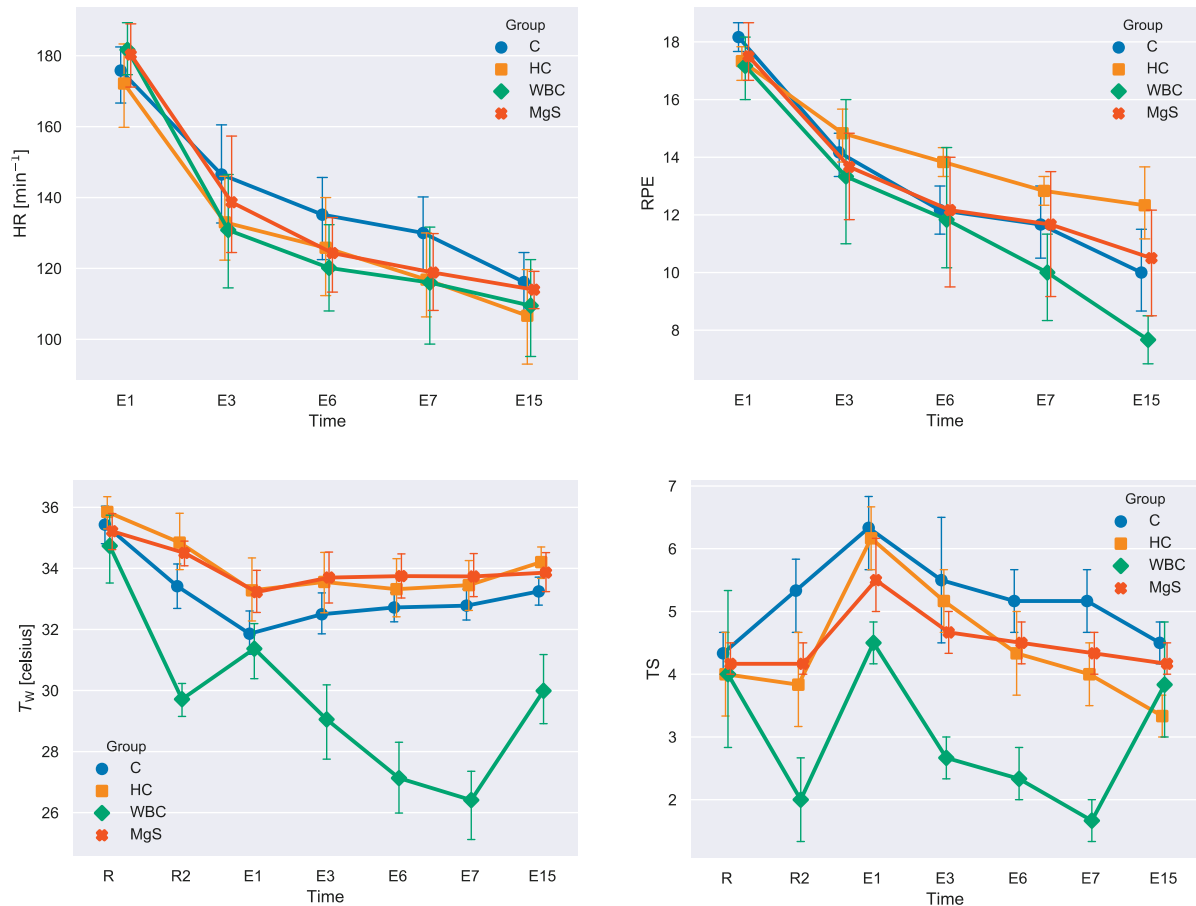 Group
C
HC
WBC
MgS
180
160
140
120
100
HR [min⁻¹]
E1 E3 E6 E7 E15
Time
Group
C
HC
WBC
MgS
18
16
14
12
10
8
RPE
E1 E3 E6 E7 E15
Time
36
34
32
30
28
26
T_W [celsius]
Group
C
HC
WBC
MgS
R R2 E1 E3 E6 E7 E15
Time
7
6
5
4
3
2
TS
Group
C
HC
WBC
MgS
R R2 E1 E3 E6 E7 E15
Time